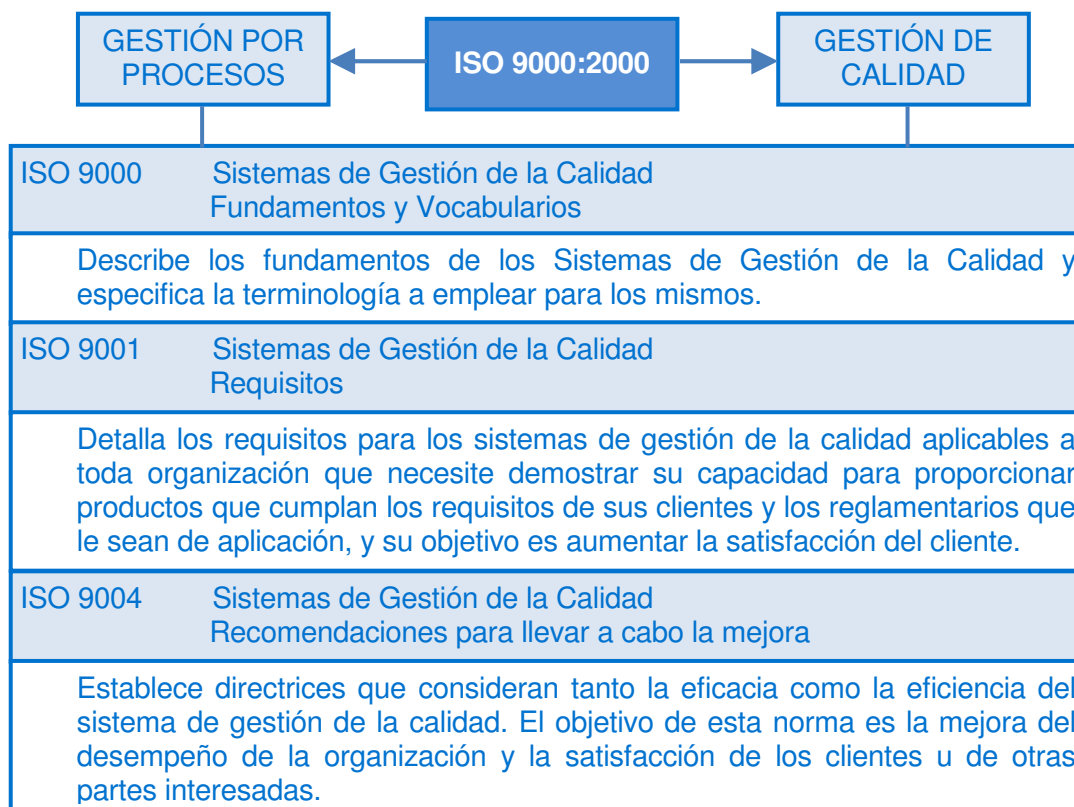 GESTIÓN POR
PROCESOS
ISO 9000:2000
GESTIÓN DE
CALIDAD
ISO 9000 Sistemas de Gestión de la Calidad
Fundamentos y Vocabularios
Describe los fundamentos de los Sistemas de Gestión de la Calidad y
especifica la terminología a emplear para los mismos.
ISO 9001 Sistemas de Gestión de la Calidad
Requisitos
Detalla los requisitos para los sistemas de gestión de la calidad aplicables a
toda organización que necesite demostrar su capacidad para proporcionar
productos que cumplan los requisitos de sus clientes y los reglamentarios que
le sean de aplicación, y su objetivo es aumentar la satisfacción del cliente.
ISO 9004 Sistemas de Gestión de la Calidad
Recomendaciones para llevar a cabo la mejora
Establece directrices que consideran tanto la eficacia como la eficiencia del
sistema de gestión de la calidad. El objetivo de esta norma es la mejora del
desempeño de la organización y la satisfacción de los clientes u de otras
partes interesadas.